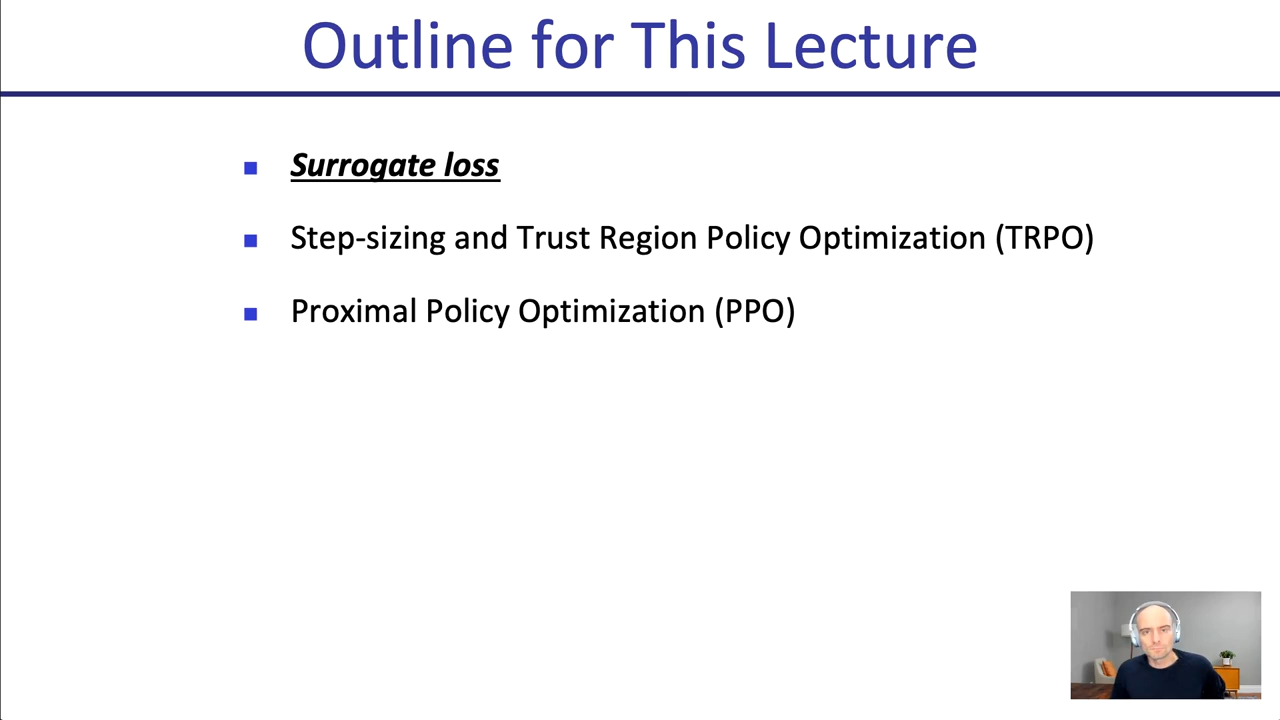 Outline for This Lecture
Surrogate loss
Step-sizing and Trust Region Policy Optimization (TRPO)
Proximal Policy Optimization (PPO)